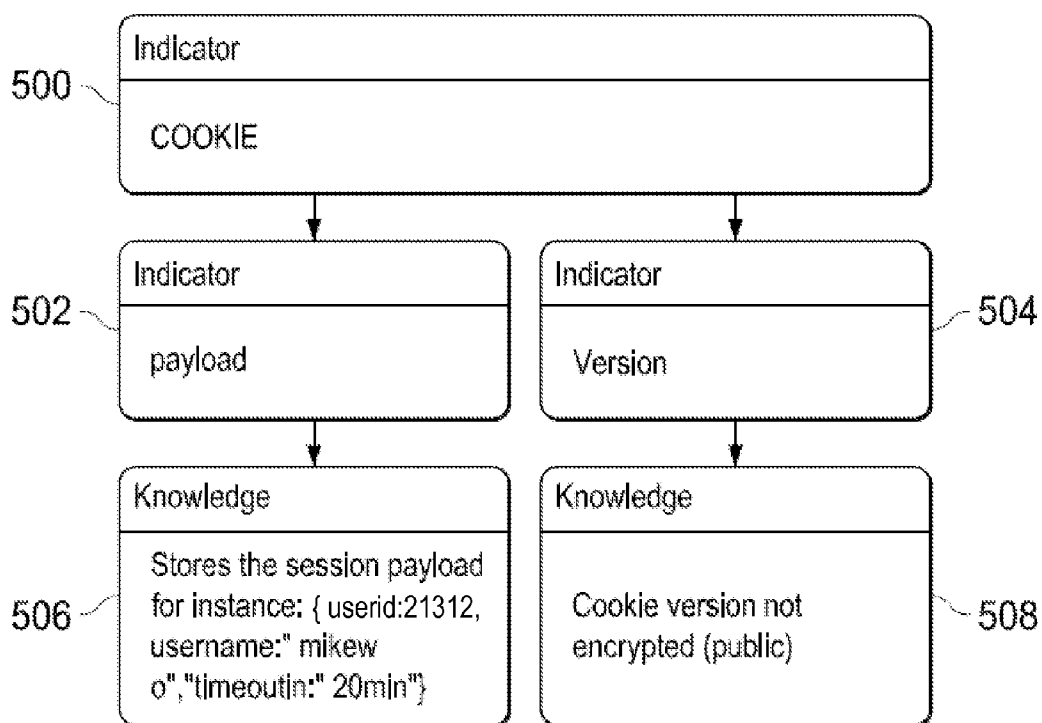 Indicator
500
COOKIE
Indicator
Indicator
502
504
payload
Version
Knowledge
Knowledge
Stores the session payload
for instance: { userid:21312,
username:" mikew
o","timeoutin:" 20min"}
506
Cookie version not
encrypted (public)
508